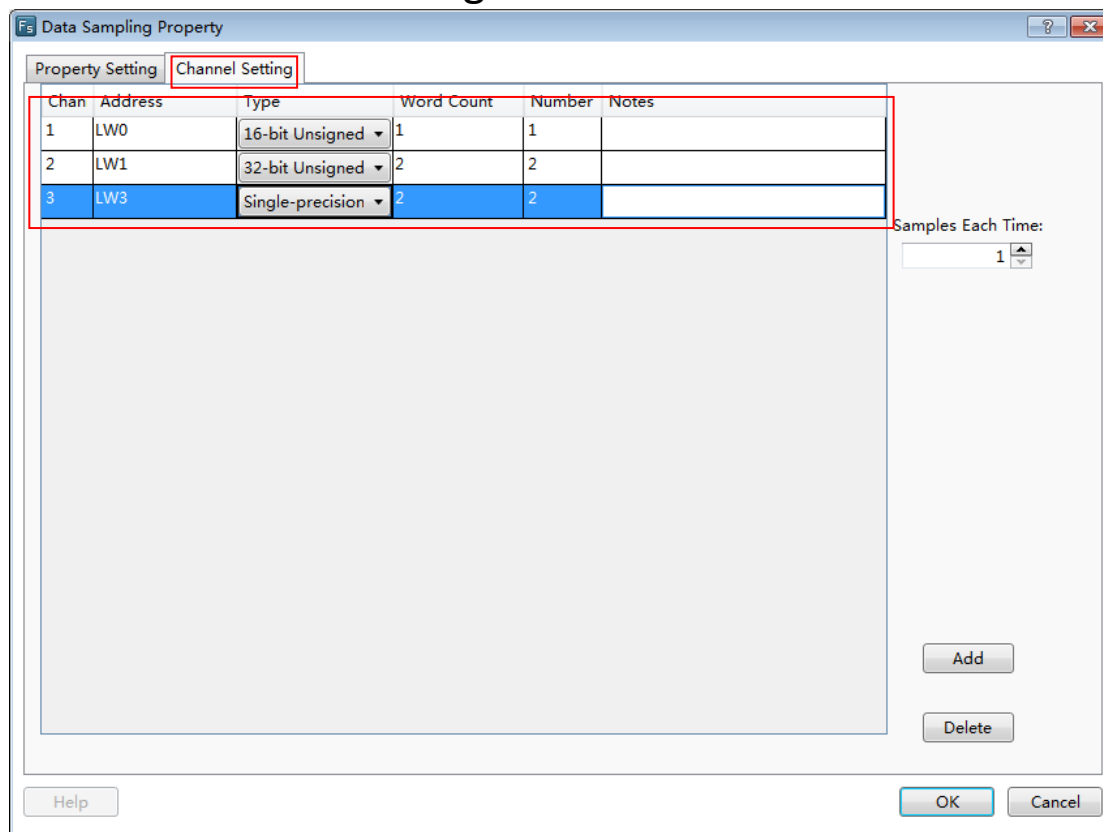 Fs Data Sampling Property
Property Setting Channel Setting
Chan Address Type Word Count Number Notes
1 LW0 16-bit Unsigned 1 1
2 LW1 32-bit Unsigned 2 2
3 LW3 Single-precision 2 2
Samples Each Time:
1
Add
Delete
Help OK Cancel